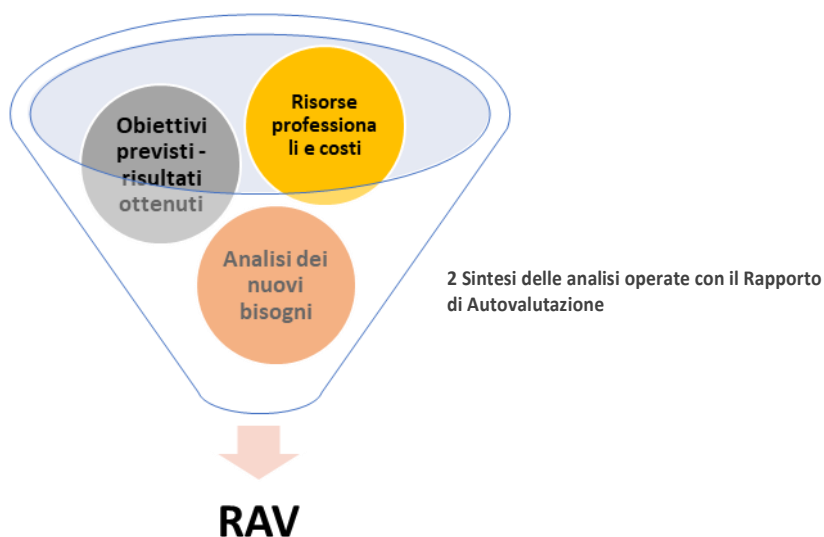 Obiettivi
previsti -
risultati
ottenuti
Risorse
professiona
li e costi
Analisi dei
nuovi
bisogni
2 Sintesi delle analisi operate con il Rapporto
di Autovalutazione
RAV